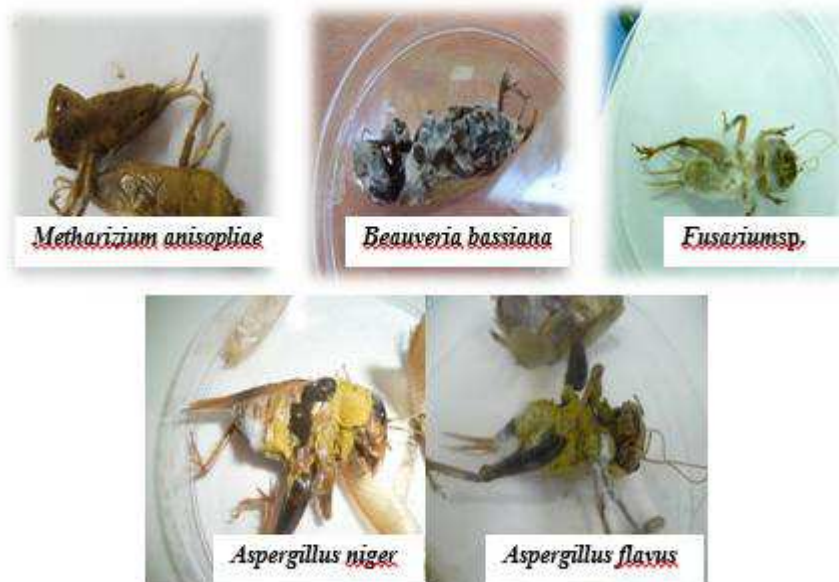 Metharizium anisopliae
Beauveria bassiana
Fusariumsp.
Aspergillus niger
Aspergillus flavus